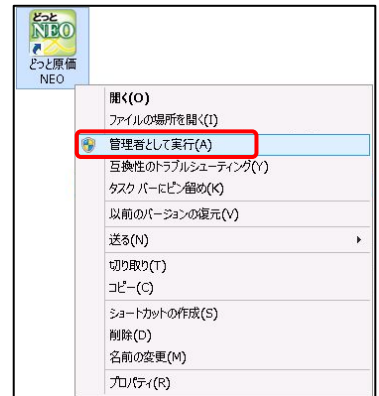 どっと
NEO
どっと原価
NEO
開く(O)
ファイルの場所を開く(I)
管理者として実行(A)
互換性のトラブルシューティング(Y)
タスク バーにピン留め(K)
以前のバージョンの復元(V)
送る(N)
切り取り(T)
コピー(C)
ショートカットの作成(S)
削除(D)
名前の変更(M)
プロパティ(R)